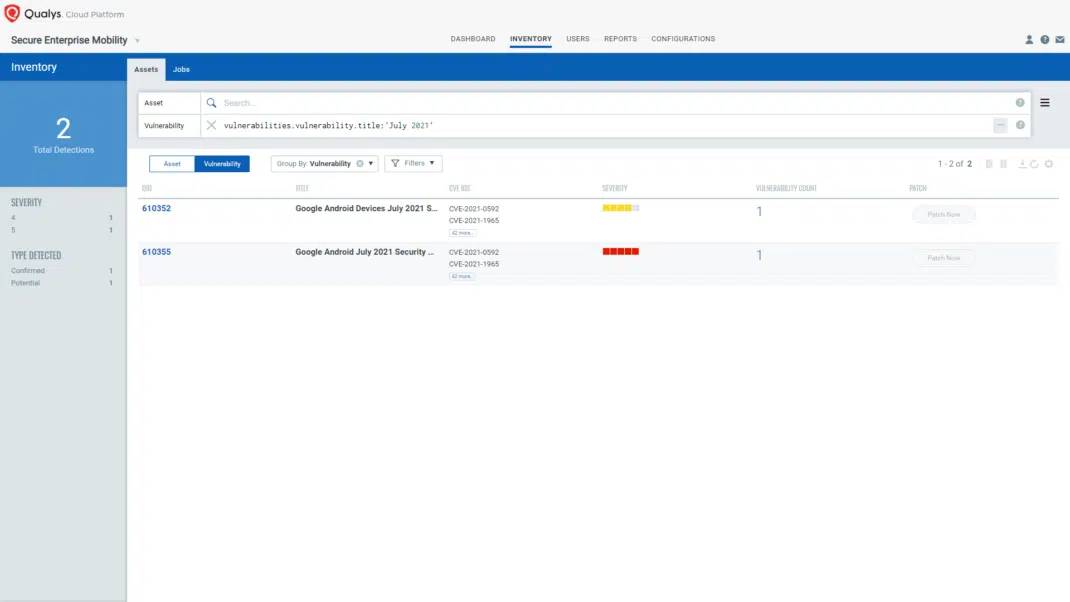 Qualys. Cloud Platform
Secure Enterprise Mobility
DASHBOARD INVENTORY USERS REPORTS CONFIGURATIONS
Inventory
Assets Jobs
2
Total Detections
Asset Search...
Vulnerability vulnerabilities.vulnerability.title:'July 2021'
Asset Vulnerability Group By: Vulnerability Filters 1 - 2 of 2
QID TITLE CVE IDS SEVERITY VULNERABILITY COUNT PATCH
610352 Google Android Devices July 2021 S... CVE-2021-0592 1 Patch Now
CVE-2021-1965
42 more..
610355 Google Android July 2021 Security ... CVE-2021-0592 1 Patch Now
CVE-2021-1965
42 more..
SEVERITY
4 1
5 1
TYPE DETECTED
Confirmed 1
Potential 1